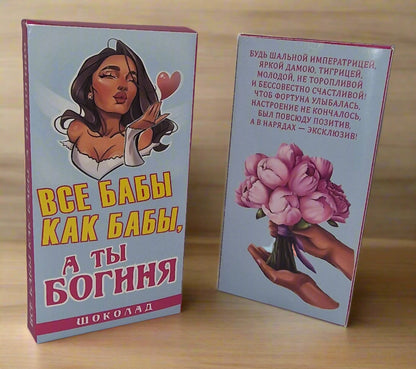 ВСЕ БАБЫ
КАК БАБЫ,
А ТЫ
БОГИНЯ
ШОКОЛАД
БУДЬ ШАЛЬНОЙ ИМПЕРАТРИЦЕЙ,
ЯРКОЙ ДАМОЮ, ТИГРИЦЕЙ,
МОЛОДОЙ, НЕ ТОРОПЛИВОЙ
И БЕССОВЕСТНО СЧАСТЛИВОЙ!
ЧТОБ ФОРТУНА УЛЫБАЛАСЬ,
НАСТРОЕНИЕ НЕ КОНЧАЛОСЬ,
БЫЛ ПОВСЮДУ ПОЗИТИВ,
А В НАРЯДАХ — ЭКСКЛЮЗИВ!